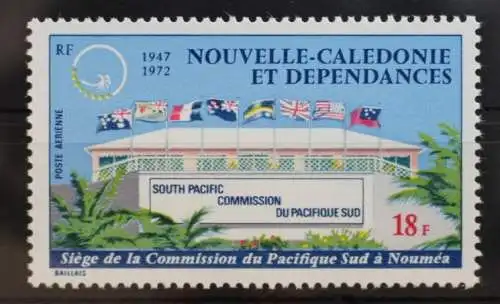 RF
1947
1972
NOUVELLE-CALEDONIE
ET DEPENDANCES
POSTE AERIENNE
SOUTH PACIFIC
COMMISSION
DU PACIFIQUE SUD
18F
Siège de la Commission du Pacifique Sud à Nouméa
BAILLAIS